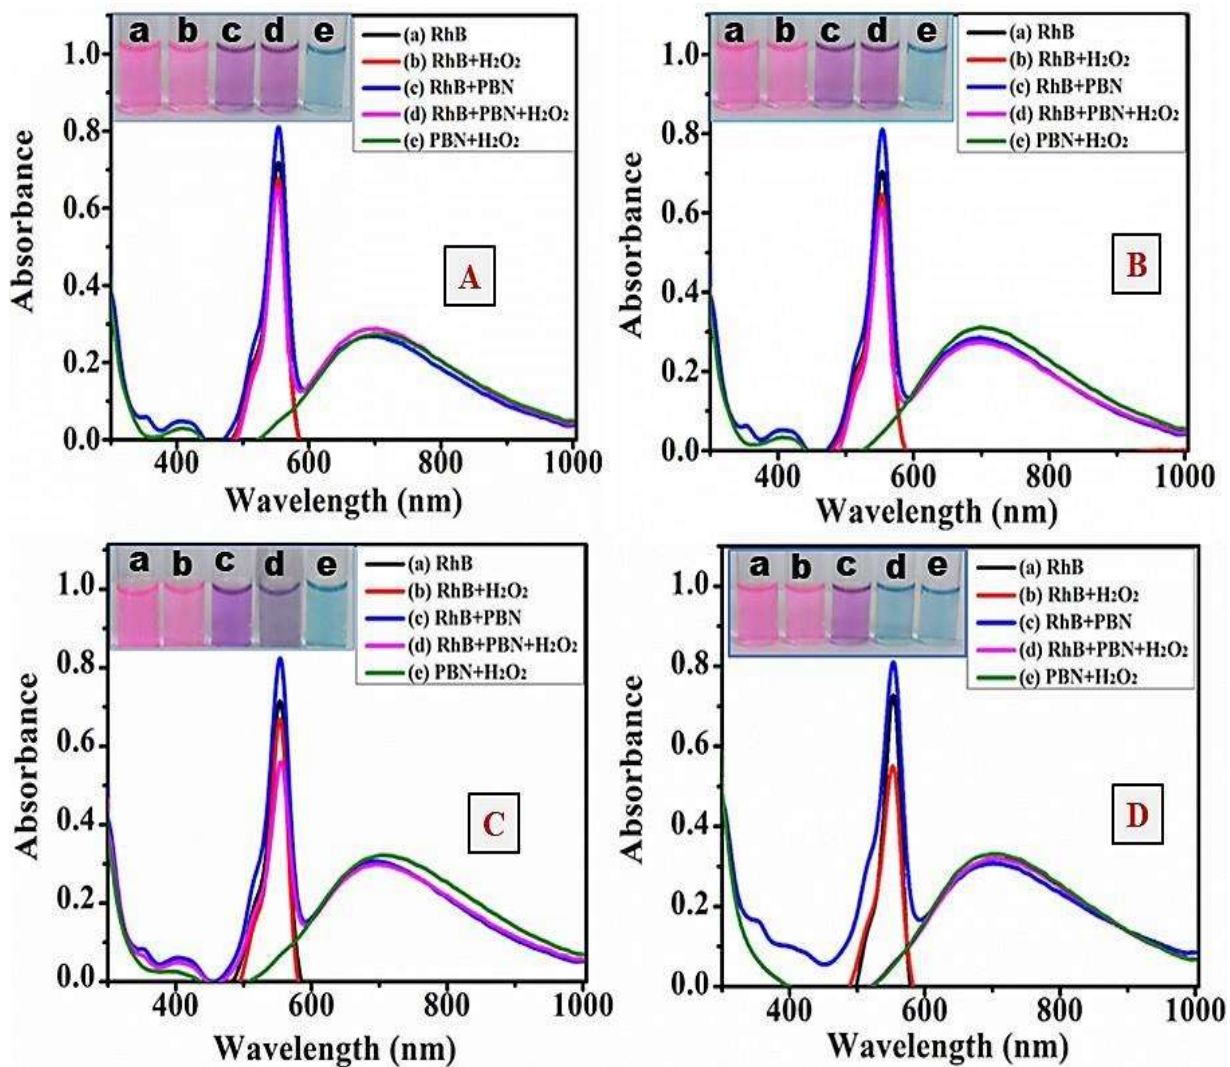 a b c d e
(a) RhB
(b) RhB+H₂O₂
(c) RhB+PBN
(d) RhB+PBN+H₂O₂
(e) PBN+H₂O₂
1.0
0.8
0.6
0.4
0.2
0.0
Absorbance
A
400 600 800 1000
Wavelength (nm)
a b c d e
(a) RhB
(b) RhB+H₂O₂
(c) RhB+PBN
(d) RhB+PBN+H₂O₂
(e) PBN+H₂O₂
1.0
0.8
0.6
0.4
0.2
0.0
Absorbance
B
400 600 800 1000
Wavelength (nm)
a b c d e
(a) RhB
(b) RhB+H₂O₂
(c) RhB+PBN
(d) RhB+PBN+H₂O₂
(e) PBN+H₂O₂
1.0
0.8
0.6
0.4
0.2
0.0
Absorbance
C
400 600 800 1000
Wavelength (nm)
a b c d e
(a) RhB
(b) RhB+H₂O₂
(c) RhB+PBN
(d) RhB+PBN+H₂O₂
(e) PBN+H₂O₂
1.0
0.8
0.6
0.4
0.2
0.0
Absorbance
D
400 600 800 1000
Wavelength (nm)